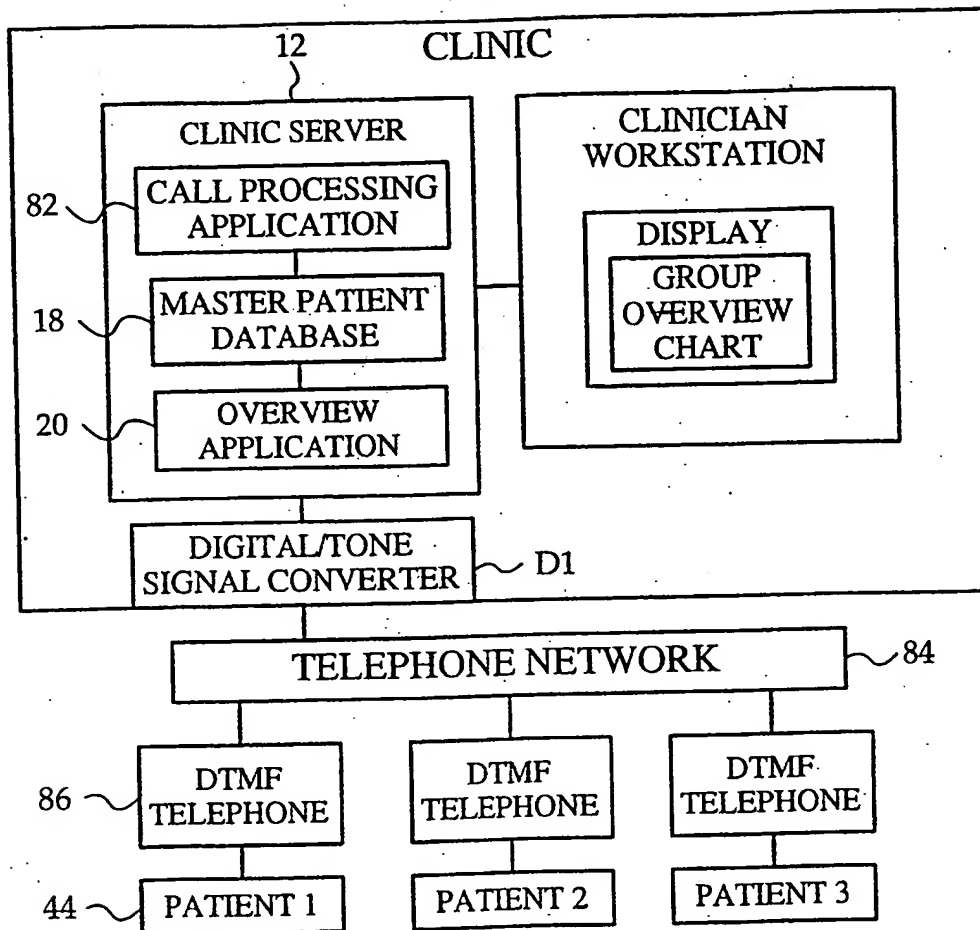 CLINIC
12
CLINIC SERVER
CLINICIAN
WORKSTATION
82
CALL PROCESSING
APPLICATION
DISPLAY
GROUP
OVERVIEW
CHART
18
MASTER PATIENT
DATABASE
20
OVERVIEW
APPLICATION
DIGITAL/TONE
SIGNAL CONVERTER
D1
TELEPHONE NETWORK
84
86
DTMF
TELEPHONE
DTMF
TELEPHONE
DTMF
TELEPHONE
44
PATIENT 1
PATIENT 2
PATIENT 3